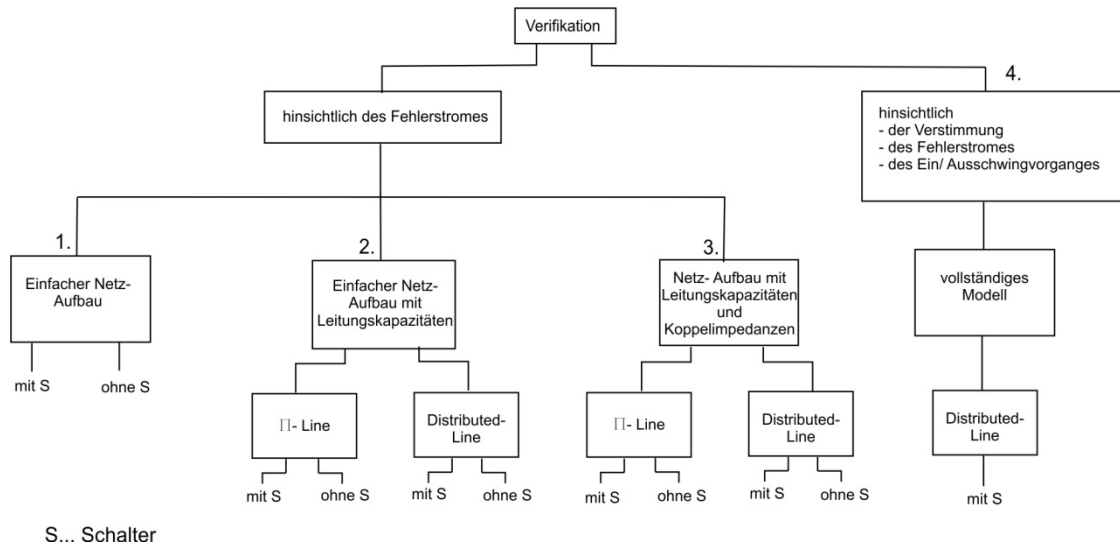 Verifikation
4.
hinsichtlich des Fehlerstromes
hinsichtlich
- der Verstimmung
- des Fehlerstromes
- des Ein/ Ausschwingvorganges
1.
2.
3.
Einfacher Netz-
Aufbau
Einfacher Netz-
Aufbau mit
Leitungskapazitäten
Netz- Aufbau mit
Leitungskapazitäten
und
Koppelimpedanzen
vollständiges
Modell
mit S
ohne S
Π- Line
Distributed-
Line
Π- Line
Distributed-
Line
Distributed-
Line
mit S
ohne S
mit S
ohne S
mit S
ohne S
mit S
ohne S
mit S
S... Schalter